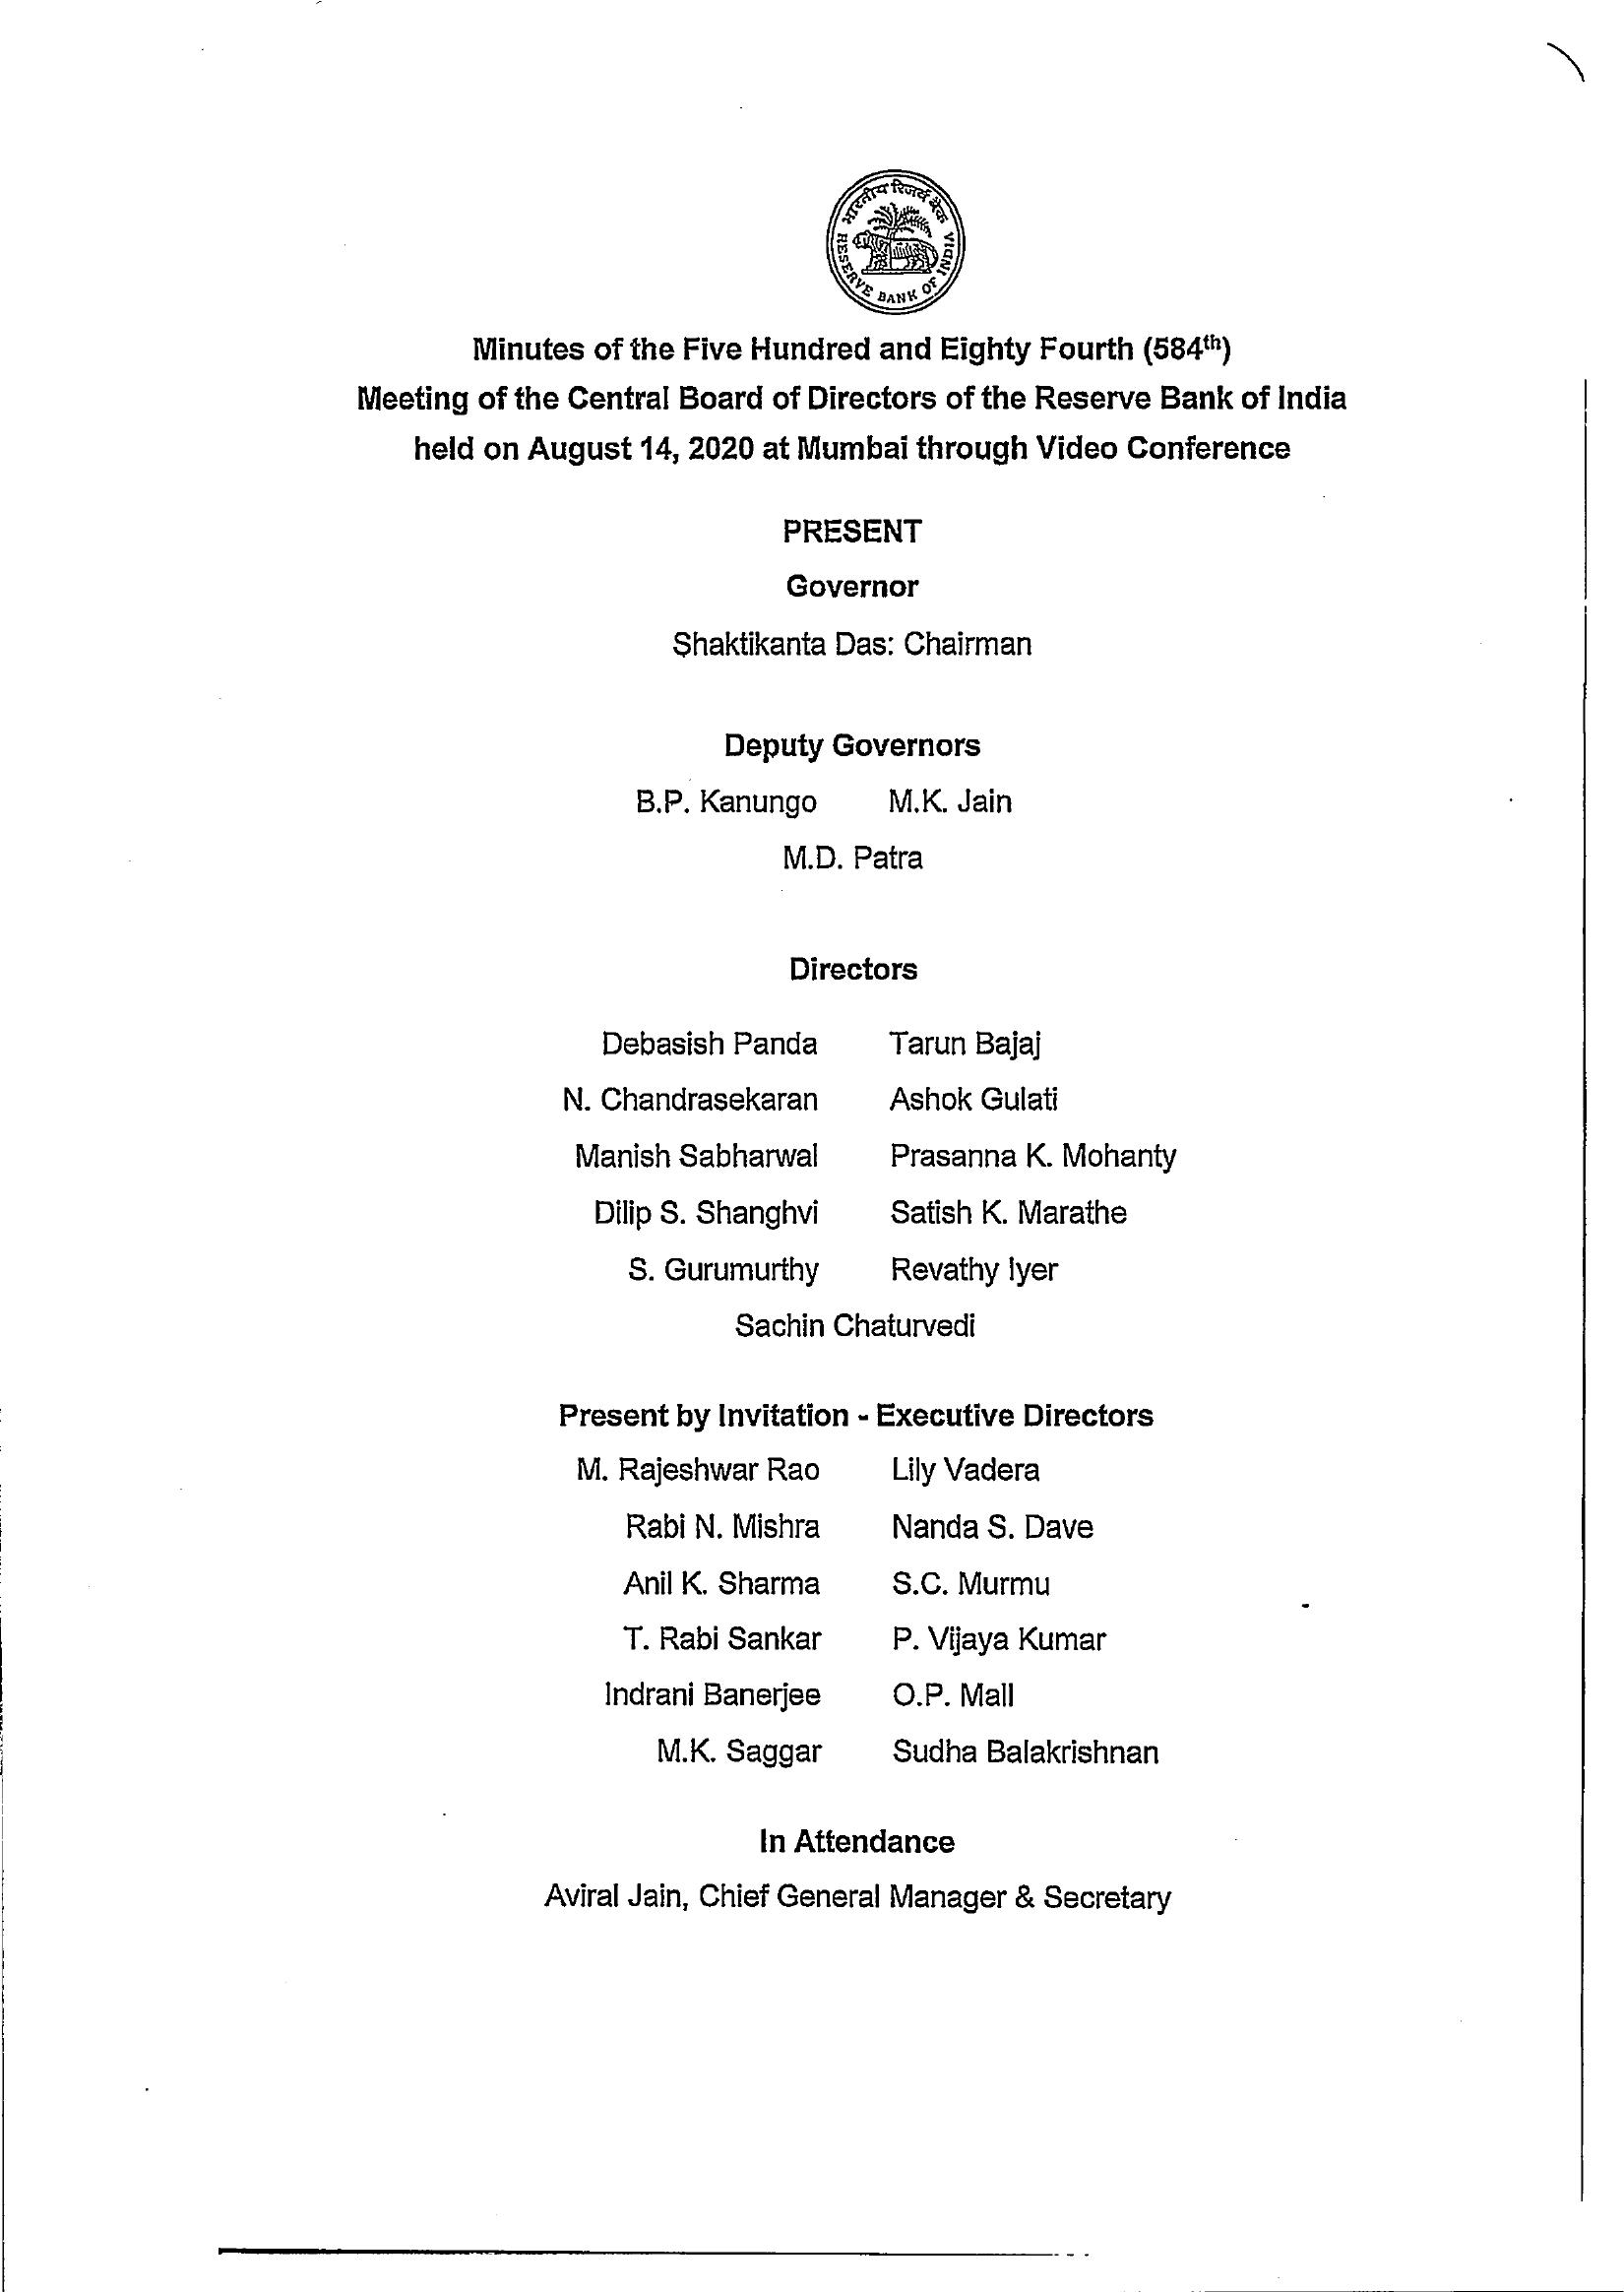 भारतीय रिजर्व बैंक
RESERVE BANK OF INDIA
Minutes of the Five Hundred and Eighty Fourth (584th)
Meeting of the Central Board of Directors of the Reserve Bank of India
held on August 14, 2020 at Mumbai through Video Conference
PRESENT
Governor
Shaktikanta Das: Chairman
Deputy Governors
B.P. Kanungo M.K. Jain
M.D. Patra
Directors
Debasish Panda Tarun Bajaj
N. Chandrasekaran Ashok Gulati
Manish Sabharwal Prasanna K. Mohanty
Dilip S. Shanghvi Satish K. Marathe
S. Gurumurthy Revathy Iyer
Sachin Chaturvedi
Present by Invitation - Executive Directors
M. Rajeshwar Rao Lily Vadera
Rabi N. Mishra Nanda S. Dave
Anil K. Sharma S.C. Murmu
T. Rabi Sankar P. Vijaya Kumar
Indrani Banerjee O.P. Mall
M.K. Saggar Sudha Balakrishnan
In Attendance
Aviral Jain, Chief General Manager & Secretary